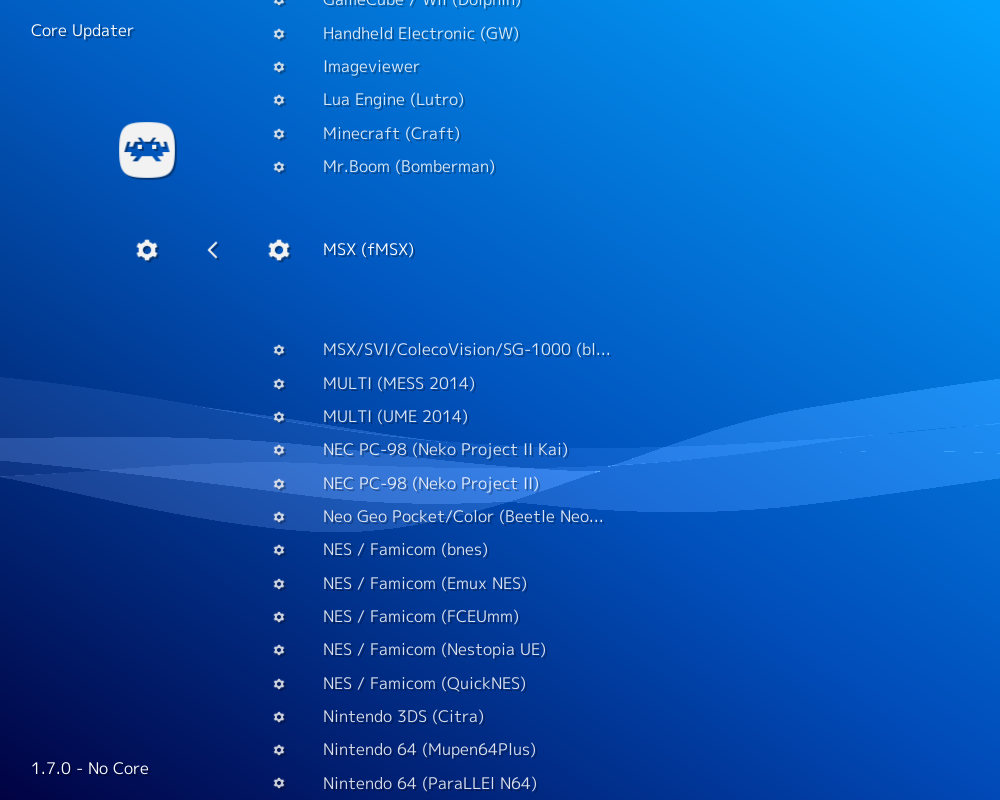 GameCube / Wii (Dolphin)
Core Updater
Handheld Electronic (GW)
Imageviewer
Lua Engine (Lutro)
Minecraft (Craft)
Mr.Boom (Bomberman)
MSX (fMSX)
MSX/SVI/ColecoVision/SG-1000 (bl...
MULTI (MESS 2014)
MULTI (UME 2014)
NEC PC-98 (Neko Project II Kai)
NEC PC-98 (Neko Project II)
Neo Geo Pocket/Color (Beetle Neo...
NES / Famicom (bnes)
NES / Famicom (Emux NES)
NES / Famicom (FCEUmm)
NES / Famicom (Nestopia UE)
NES / Famicom (QuickNES)
Nintendo 3DS (Citra)
Nintendo 64 (Mupen64Plus)
1.7.0 - No Core
Nintendo 64 (ParaLLEl N64)